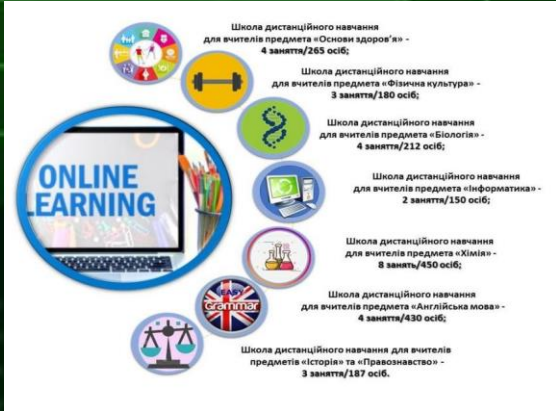 Школа дистанційного навчання
для вчителів предмета «Основи здоров'я» -
4 заняття/265 осіб;
Школа дистанційного навчання
для вчителів предмета «Фізична культура» -
3 заняття/180 осіб;
Школа дистанційного навчання
для вчителів предмета «Біологія» -
4 заняття/212 осіб;
ONLINE
LEARNING
Школа дистанційного навчання
для вчителів предмета «Інформатика» -
2 заняття/150 осіб;
Школа дистанційного навчання
для вчителів предмета «Хімія» -
8 занять/450 осіб;
EASY
Grammar
Школа дистанційного навчання
для вчителів предмета «Англійська мова» -
4 заняття/430 осіб;
Школа дистанційного навчання для вчителів
предметів «Історія» та «Правознавство» -
3 заняття/187 осіб.